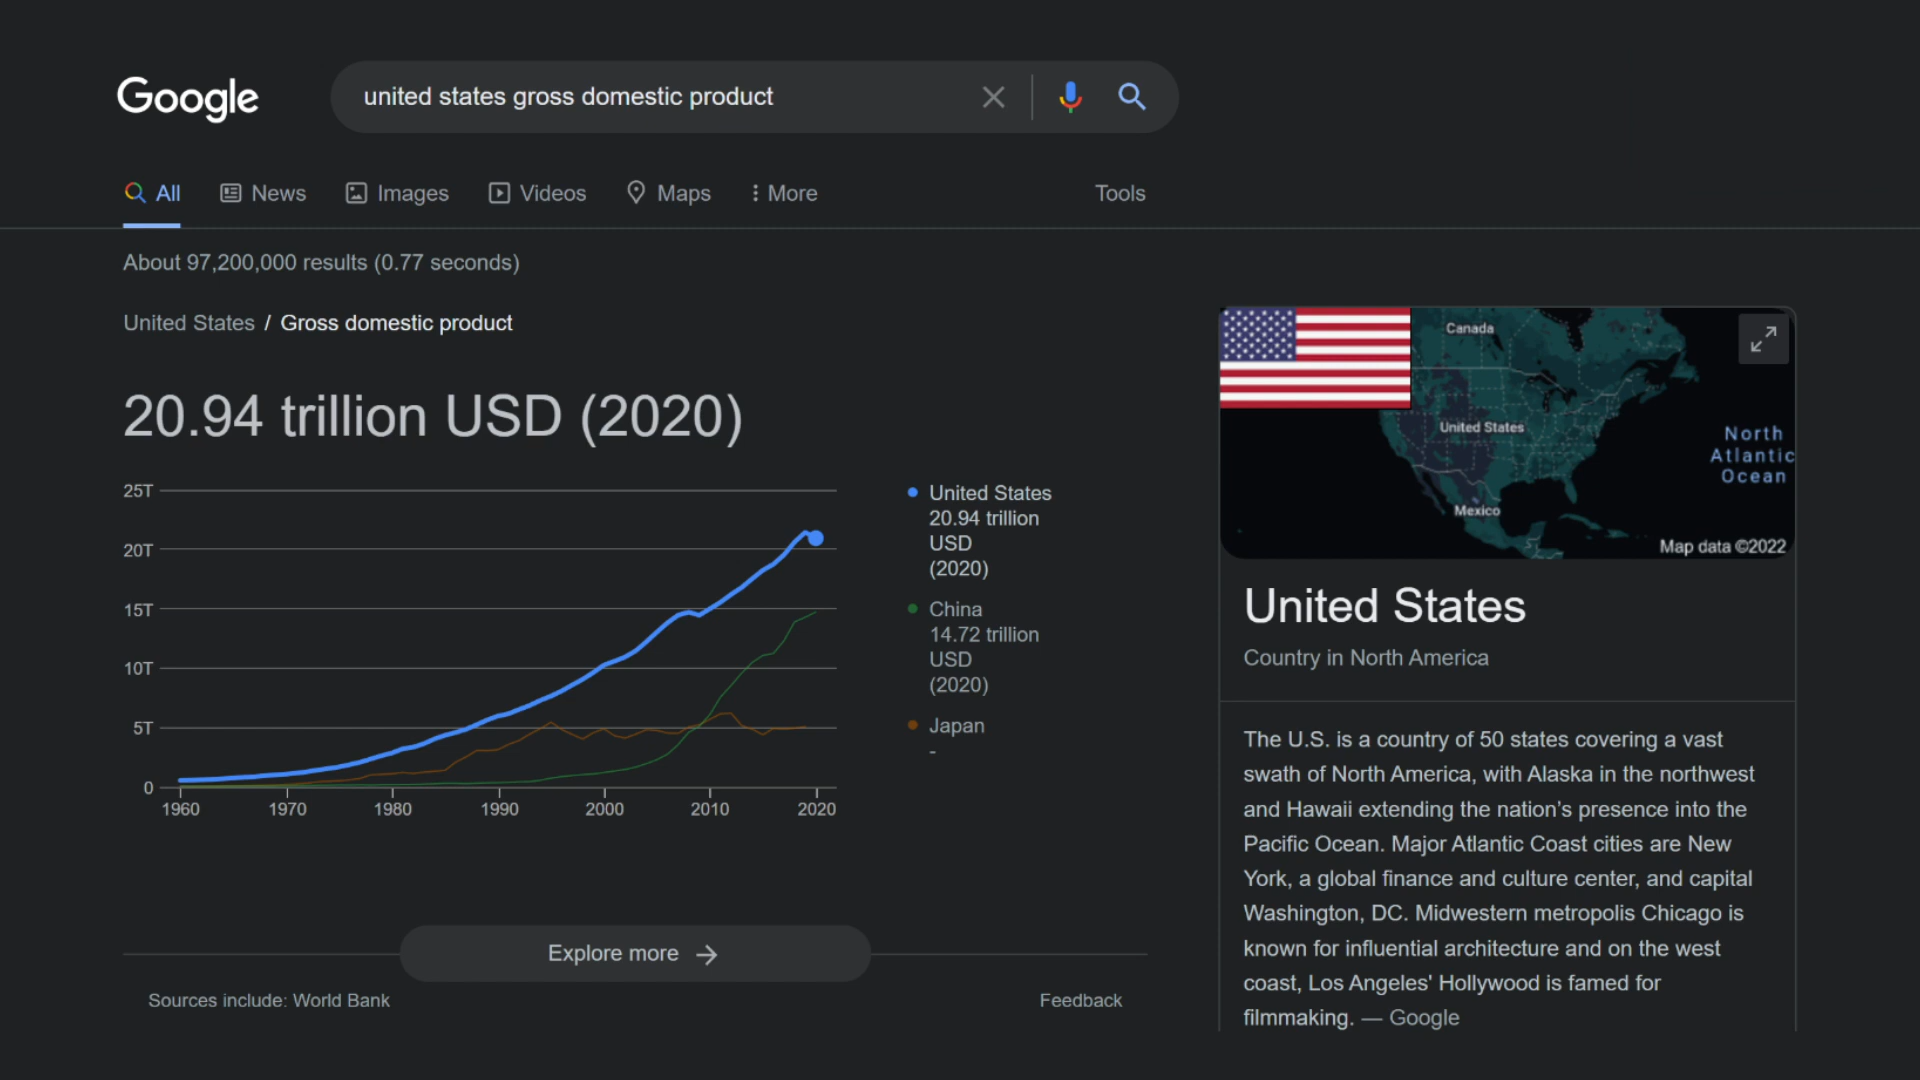 Google
united states gross domestic product
All
News
Images
Videos
Maps
More
Tools
About 97,200,000 results (0.77 seconds)
United States / Gross domestic product
20.94 trillion USD (2020)
25T
20T
15T
10T
5T
0
1960
1970
1980
1990
2000
2010
2020
United States
20.94 trillion
USD
(2020)
China
14.72 trillion
USD
(2020)
Japan
-
Explore more
Sources include: World Bank
Feedback
Canada
United States
Mexico
North
Atlantic
Ocean
Map data ©2022
United States
Country in North America
The U.S. is a country of 50 states covering a vast
swath of North America, with Alaska in the northwest
and Hawaii extending the nation's presence into the
Pacific Ocean. Major Atlantic Coast cities are New
York, a global finance and culture center, and capital
Washington, DC. Midwestern metropolis Chicago is
known for influential architecture and on the west
coast, Los Angeles' Hollywood is famed for
filmmaking. — Google